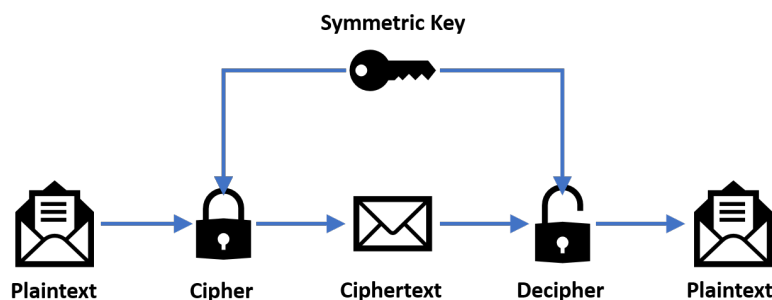 Symmetric Key
Plaintext
Cipher
Ciphertext
Decipher
Plaintext